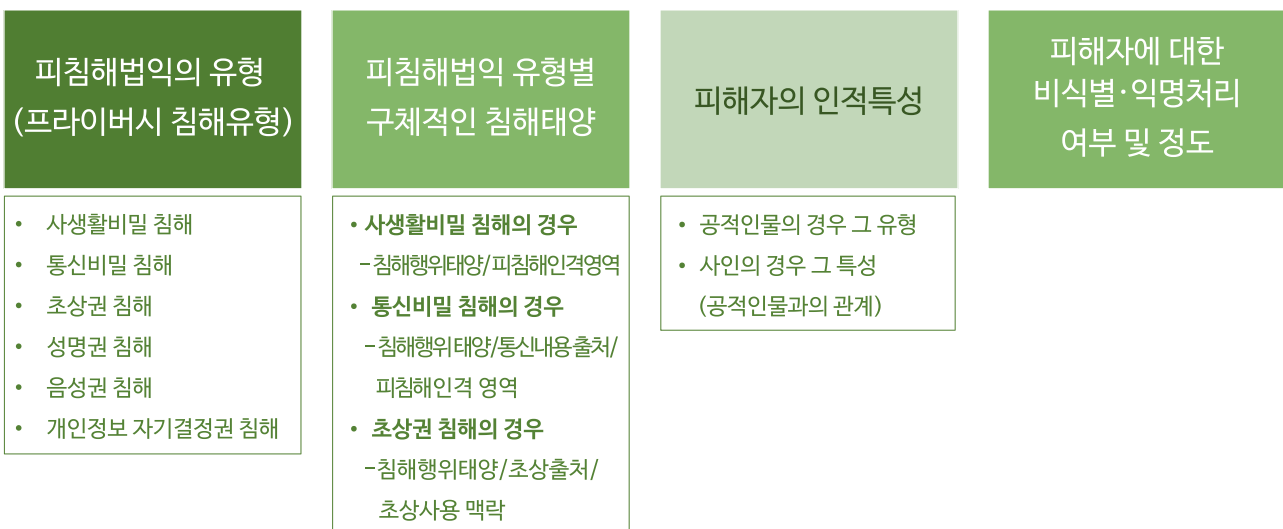 피침해법익의 유형
(프라이버시 침해유형)
• 사생활비밀 침해
• 통신비밀 침해
• 초상권 침해
• 성명권 침해
• 음성권 침해
• 개인정보 자기결정권 침해
피침해법익 유형별
구체적인 침해태양
• 사생활비밀 침해의 경우
-침해행위태양/피침해인격영역
• 통신비밀 침해의 경우
-침해행위 태양/통신내용출처/
피침해인격 영역
• 초상권 침해의 경우
-침해행위태양/초상출처/
초상사용 맥락
피해자의 인적특성
• 공적인물의 경우 그 유형
• 사인의 경우 그 특성
(공적인물과의 관계)
피해자에 대한
비식별·익명처리
여부 및 정도